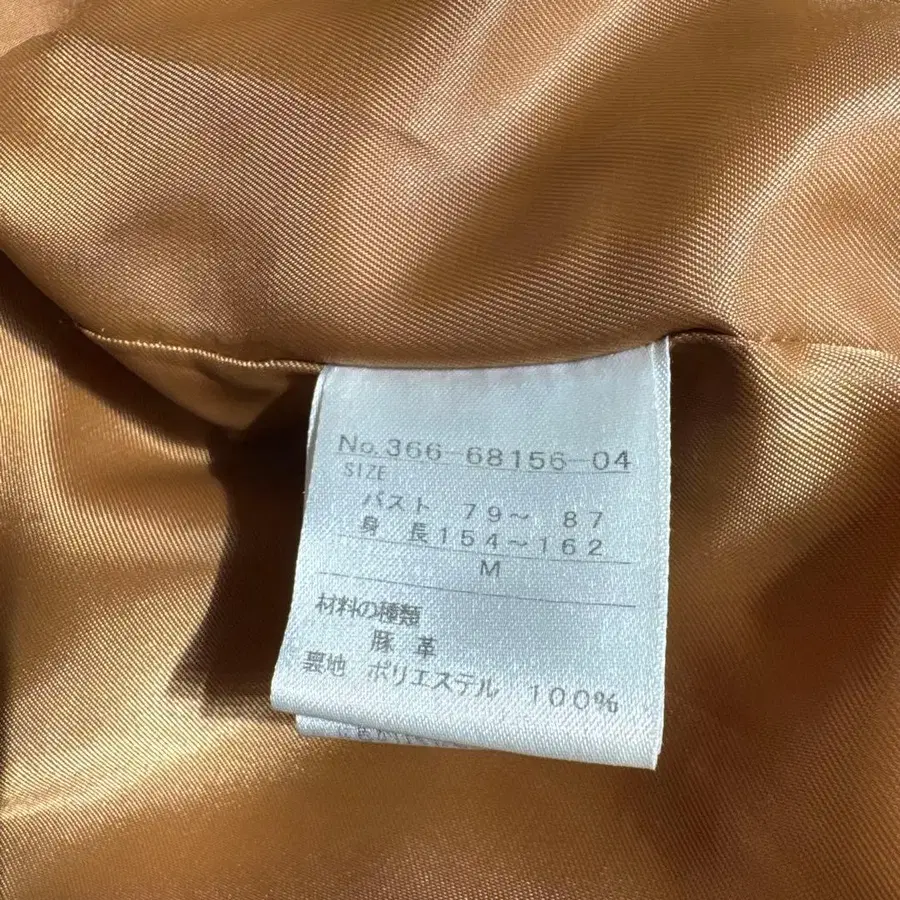 No.366-68156-04
SIZE
バスト 79～ 87
身 長154～162
M
材料の種類
豚 革
裏地 ポリエステル 100%